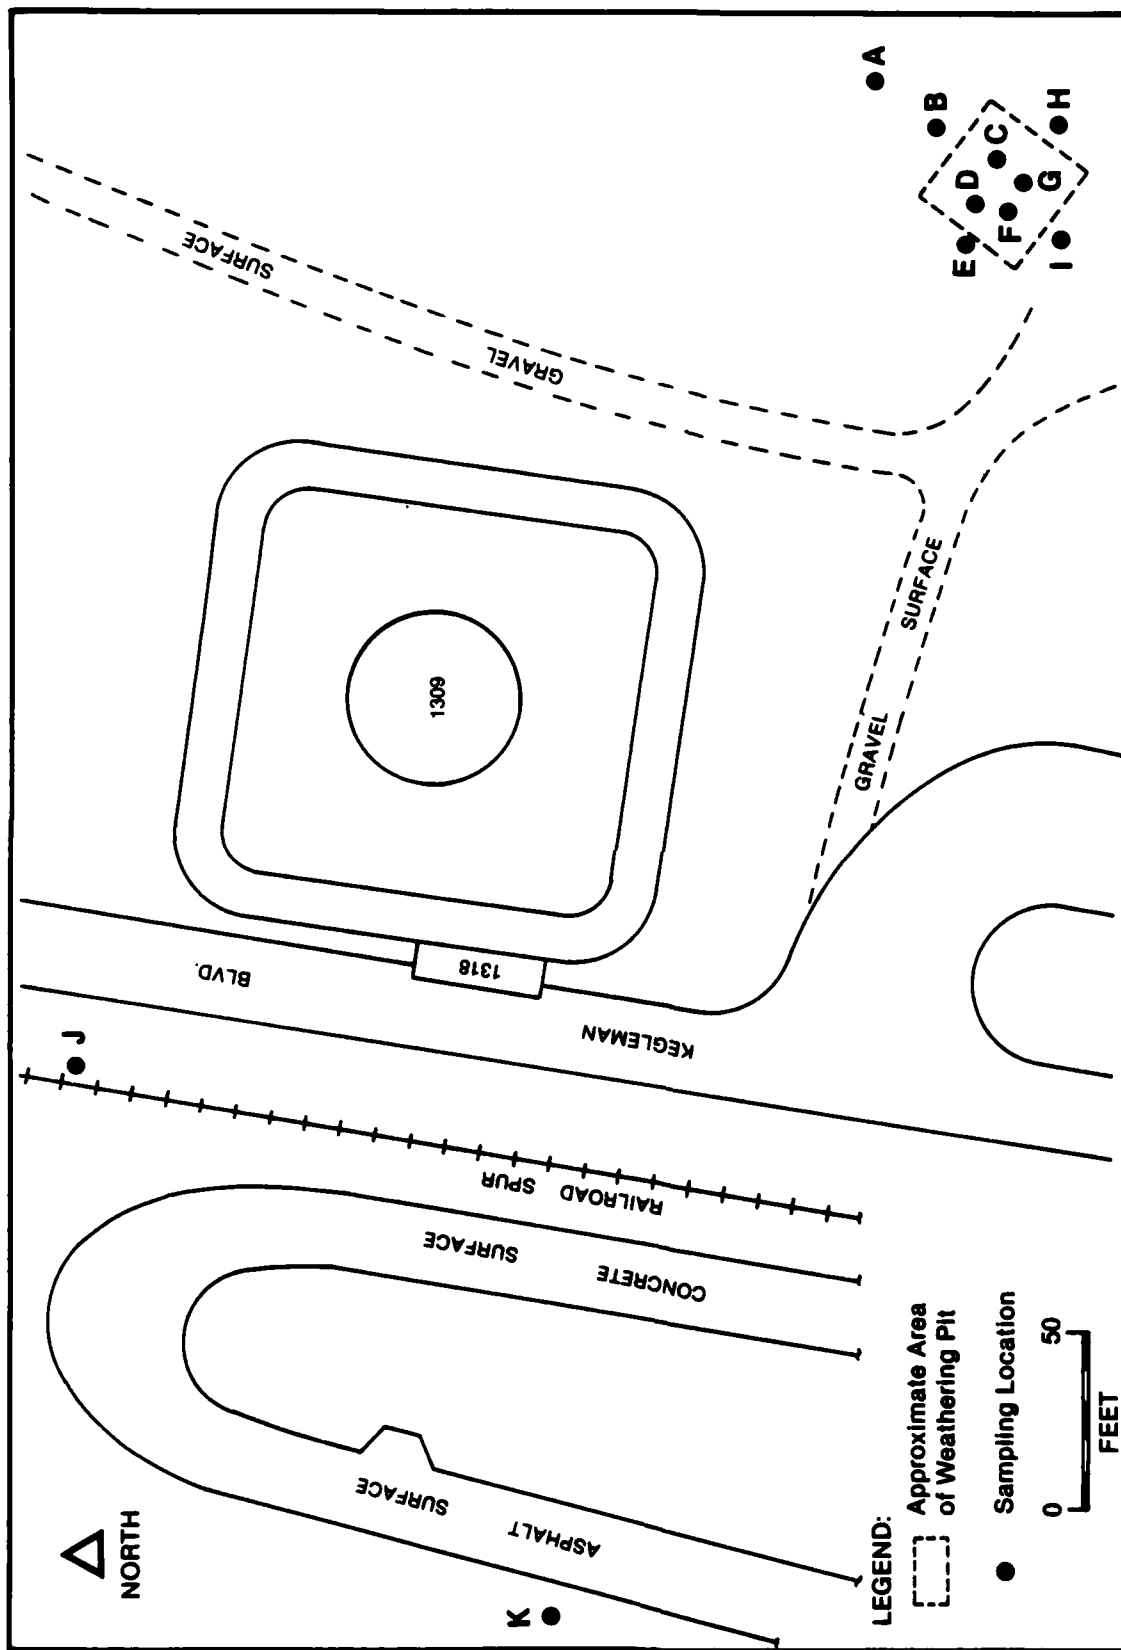 NORTH
K
J
ASPHALT SURFACE
CONCRETE SURFACE
RAILROAD SPUR
KEGLEMAN BLVD.
1318
1309
GRAVEL SURFACE
GRAVEL SURFACE
A
B
C
D
E
F
G
H
I
LEGEND:
Approximate Area
of Weathering Pit
Sampling Location
0 50
FEET